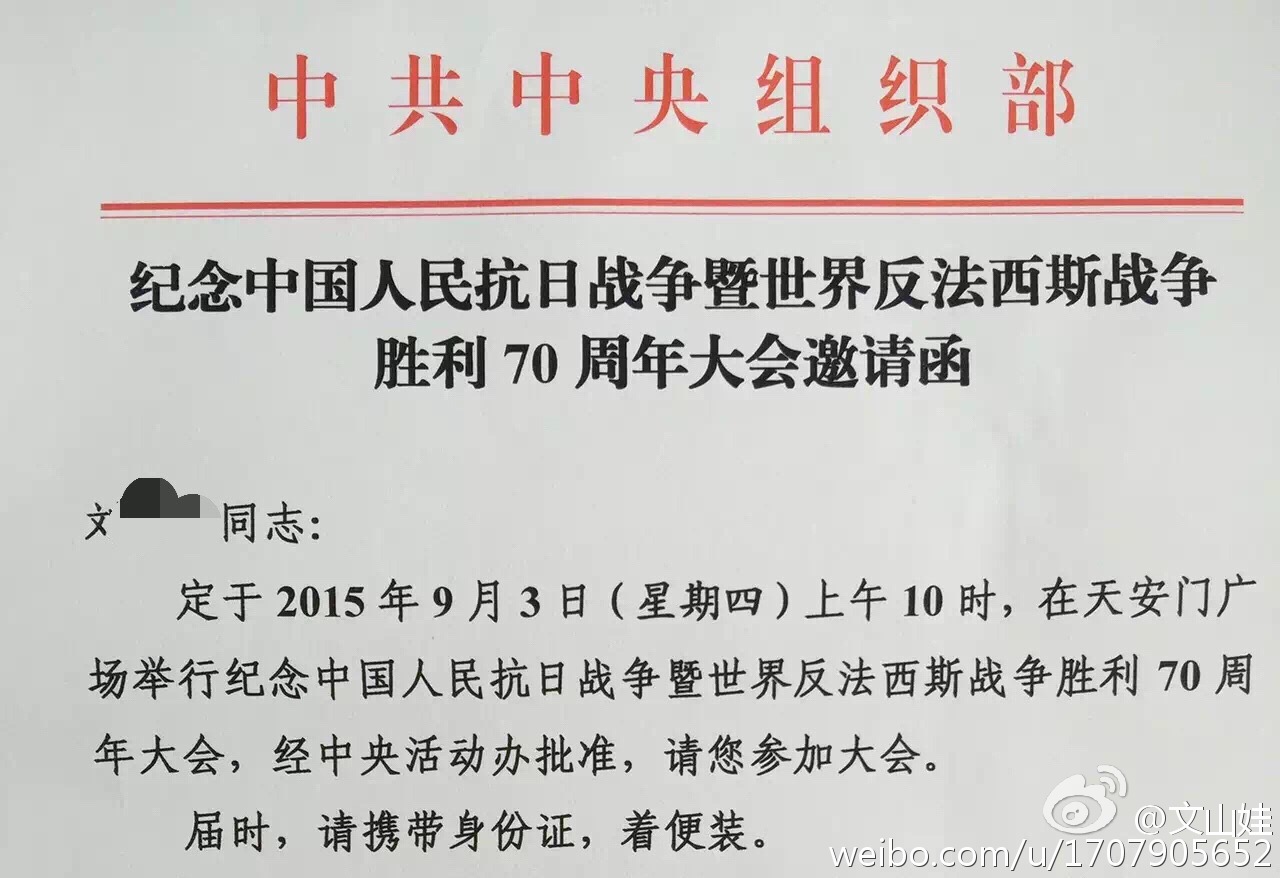 中共中央组织部
纪念中国人民抗日战争暨世界反法西斯战争
胜利 70 周年大会邀请函
文 同志：
定于 2015 年 9 月 3 日（星期四）上午 10 时，在天安门广
场举行纪念中国人民抗日战争暨世界反法西斯战争胜利 70 周
年大会，经中央活动办批准，请您参加大会。
届时，请携带身份证，着便装。
@文山娃
weibo.com/u/1707905652